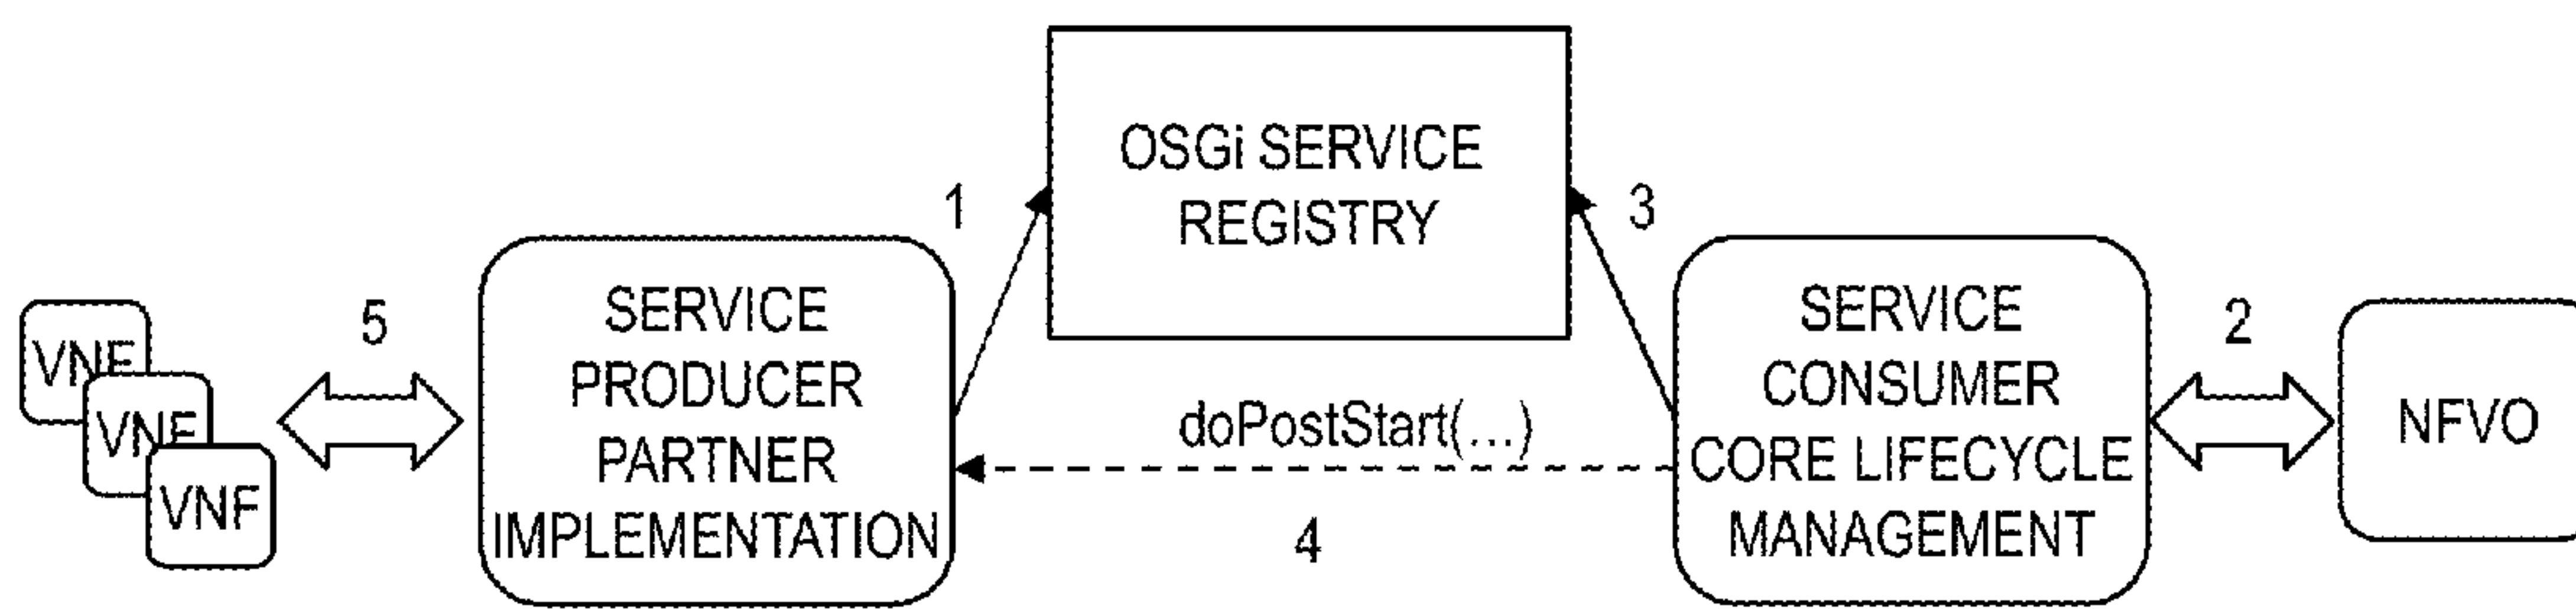 OSGi SERVICE
REGISTRY
1
3
5
SERVICE
PRODUCER
PARTNER
IMPLEMENTATION
SERVICE
CONSUMER
CORE LIFECYCLE
MANAGEMENT
2
VNF
VNF
VNF
doPostStart(...)
4
NFVO